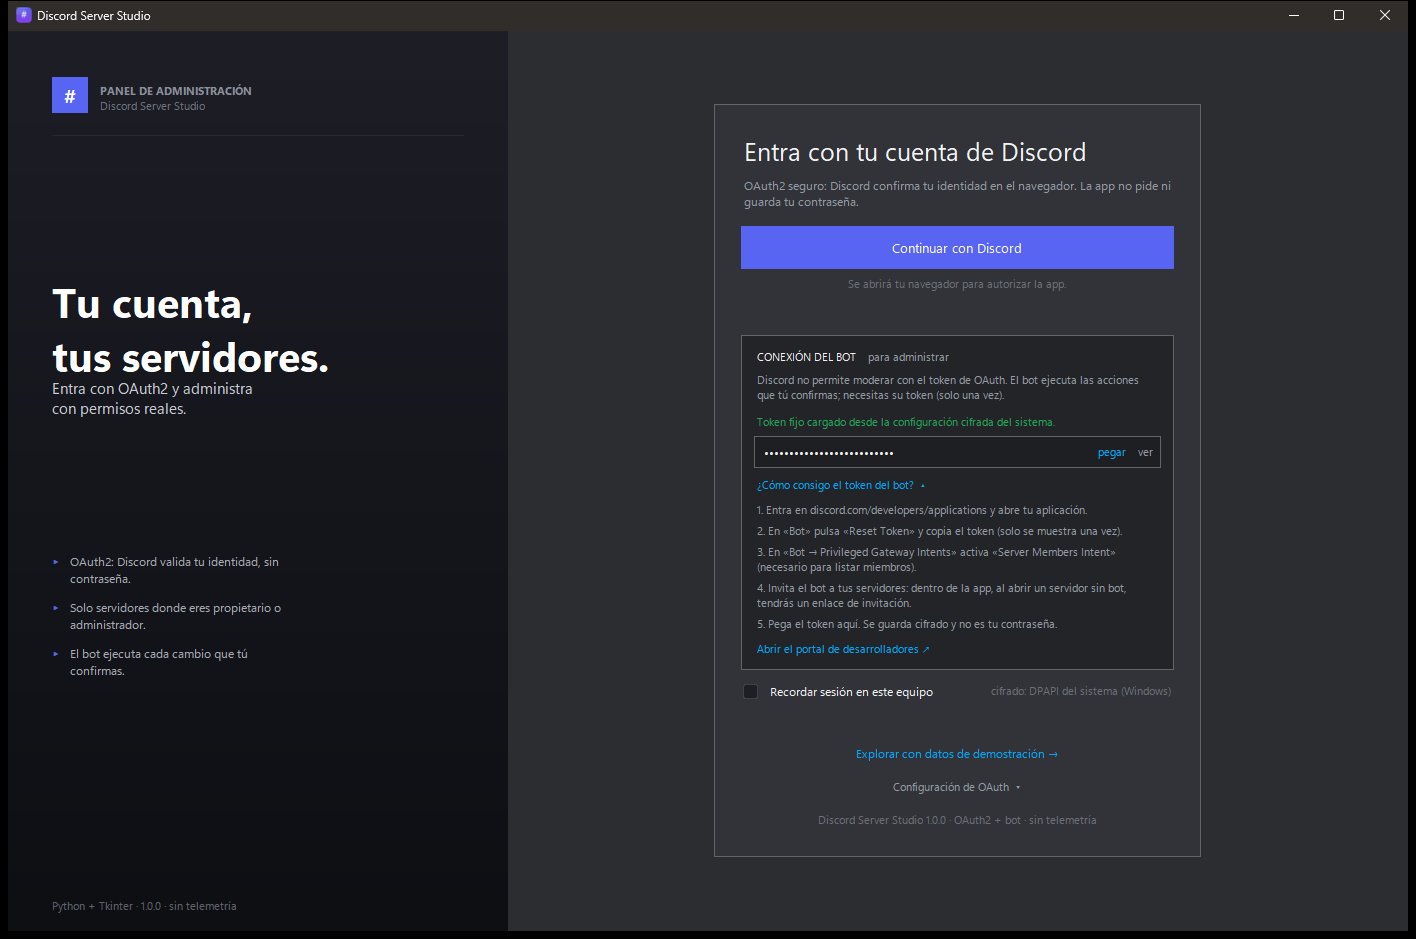 # Discord Server Studio
# PANEL DE ADMINISTRACIÓN
Discord Server Studio
Tu cuenta,
tus servidores.
Entra con OAuth2 y administra
con permisos reales.
▸ OAuth2: Discord valida tu identidad, sin
contraseña.
▸ Solo servidores donde eres propietario o
administrador.
▸ El bot ejecuta cada cambio que tú
confirmas.
Python + Tkinter · 1.0.0 · sin telemetría
Entra con tu cuenta de Discord
OAuth2 seguro: Discord confirma tu identidad en el navegador. La app no pide ni
guarda tu contraseña.
Continuar con Discord
Se abrirá tu navegador para autorizar la app.
CONEXIÓN DEL BOT para administrar
Discord no permite moderar con el token de OAuth. El bot ejecuta las acciones
que tú confirmas; necesitas su token (solo una vez).
Token fijo cargado desde la configuración cifrada del sistema.
•••••••••••••••••••••••••• pegar ver
¿Cómo consigo el token del bot? ▴
1. Entra en discord.com/developers/applications y abre tu aplicación.
2. En «Bot» pulsa «Reset Token» y copia el token (solo se muestra una vez).
3. En «Bot → Privileged Gateway Intents» activa «Server Members Intent»
(necesario para listar miembros).
4. Invita el bot a tus servidores: dentro de la app, al abrir un servidor sin bot,
tendrás un enlace de invitación.
5. Pega el token aquí. Se guarda cifrado y no es tu contraseña.
Abrir el portal de desarrolladores ↗
Recordar sesión en este equipo cifrado: DPAPI del sistema (Windows)
Explorar con datos de demostración →
Configuración de OAuth ▾
Discord Server Studio 1.0.0 · OAuth2 + bot · sin telemetría